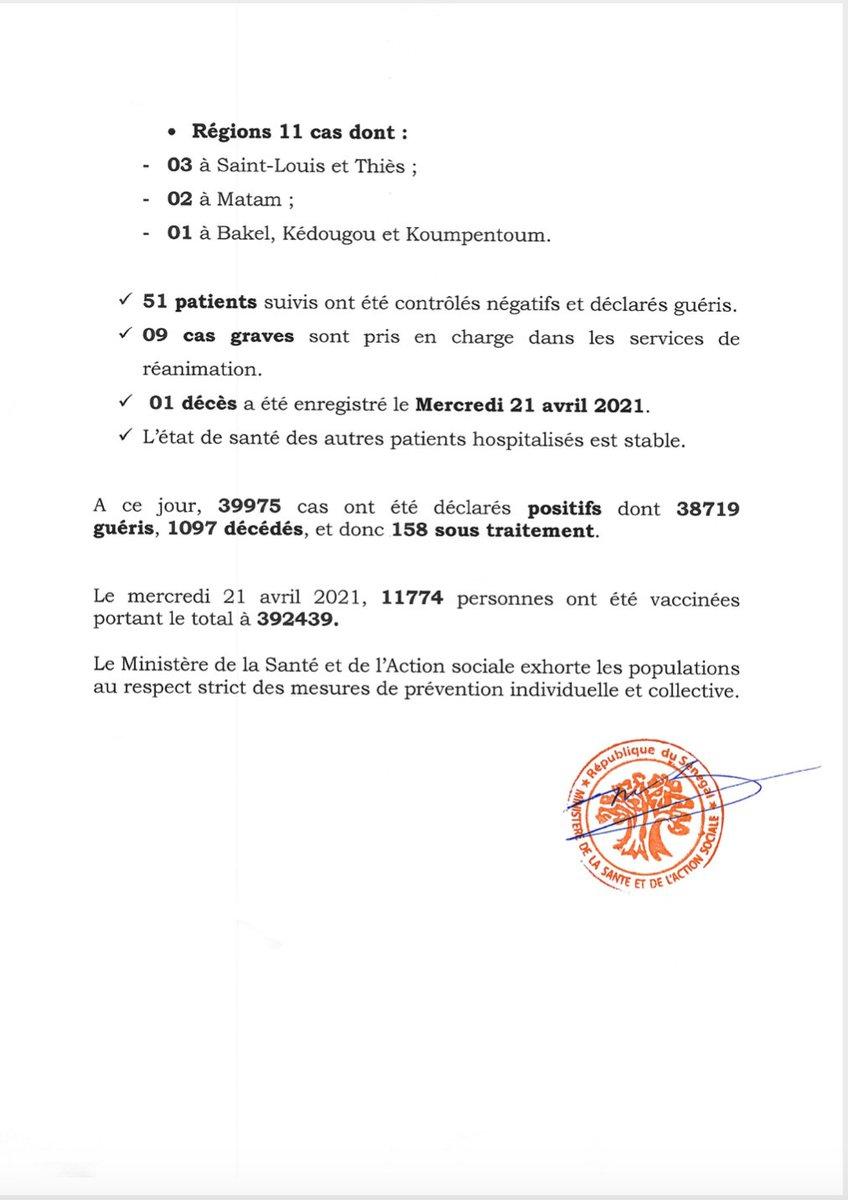 • Régions 11 cas dont :
- 03 à Saint-Louis et Thiès ;
- 02 à Matam ;
- 01 à Bakel, Kédougou et Koumpentoum.
✓ 51 patients suivis ont été contrôlés négatifs et déclarés guéris.
✓ 09 cas graves sont pris en charge dans les services de
réanimation.
✓ 01 décès a été enregistré le Mercredi 21 avril 2021.
✓ L'état de santé des autres patients hospitalisés est stable.
A ce jour, 39975 cas ont été déclarés positifs dont 38719
guéris, 1097 décédés, et donc 158 sous traitement.
Le mercredi 21 avril 2021, 11774 personnes ont été vaccinées
portant le total à 392439.
Le Ministère de la Santé et de l'Action sociale exhorte les populations
au respect strict des mesures de prévention individuelle et collective.
République du Sénégal
MINISTERE DE LA SANTE ET DE L'ACTION SOCIALE